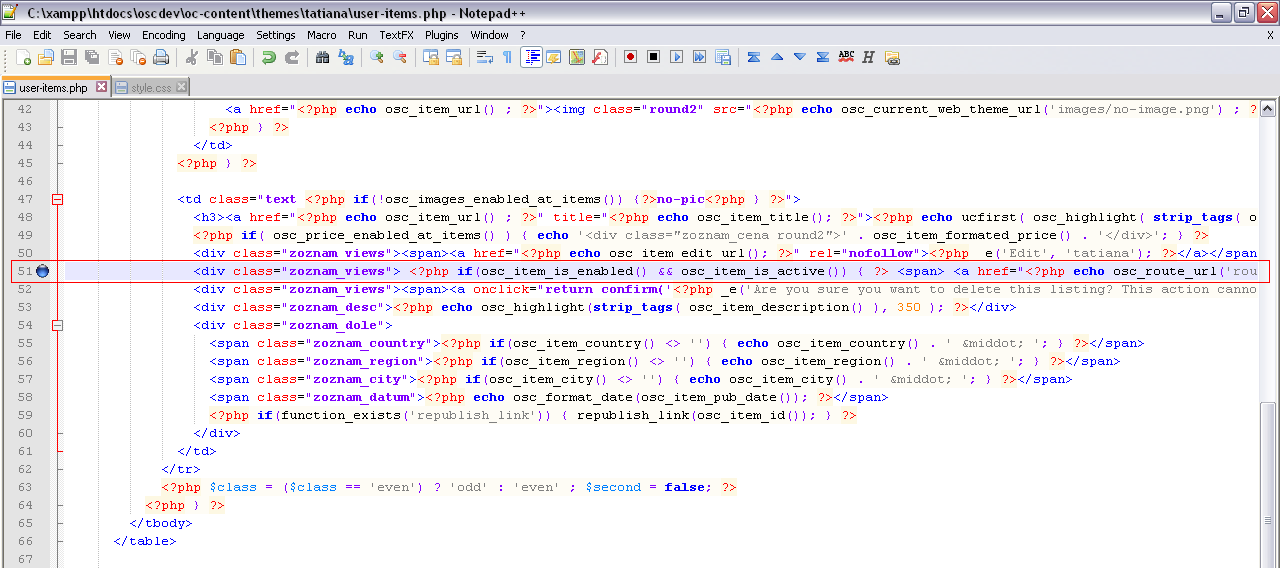 C:\xampp\htdocs\oscdev\oc-content\themes\tatiana\user-items.php - Notepad++
File Edit Search View Encoding Language Settings Macro Run TextFX Plugins Window ? X
ABC H
user-items.php style.css
42 <a href="<?php echo osc_item_url() ; ?>"><img class="round2" src="<?php echo osc_current_web_theme_url('images/no-image.png') ; ?
43 <?php } ?>
44 </td>
45 <?php } ?>
46
47 <td class="text <?php if(!osc_images_enabled_at_items()) {?>no-pic<?php } ?>">
48 <h3><a href="<?php echo osc_item_url() ; ?>" title="<?php echo osc_item_title(); ?>"><?php echo ucfirst( osc_highlight( strip_tags( o
49 <?php if( osc_price_enabled_at_items() ) { echo '<div class="zoznam_cena round2">' . osc_item_formated_price() . '</div>'; } ?>
50 <div class="zoznam_views"><span><a href="<?php echo osc_item_edit_url(); ?>" rel="nofollow"><?php _e('Edit', 'tatiana'); ?></a></span
51 <div class="zoznam_views"> <?php if(osc_item_is_enabled() && osc_item_is_active()) { ?> <span> <a href="<?php echo osc_route_url('rou
52 <div class="zoznam_views"><span><a onclick="return confirm('<?php _e('Are you sure you want to delete this listing? This action canno
53 <div class="zoznam_desc"><?php echo osc_highlight(strip_tags( osc_item_description() ), 350 ); ?></div>
54 <div class="zoznam_dole">
55 <span class="zoznam_country"><?php if(osc_item_country() <> '') { echo osc_item_country() . ' &middot; '; } ?></span>
56 <span class="zoznam_region"><?php if(osc_item_region() <> '') { echo osc_item_region() . ' &middot; '; } ?></span>
57 <span class="zoznam_city"><?php if(osc_item_city() <> '') { echo osc_item_city() . ' &middot; '; } ?></span>
58 <span class="zoznam_datum"><?php echo osc_format_date(osc_item_pub_date()); ?></span>
59 <?php if(function_exists('republish_link')) { republish_link(osc_item_id()); } ?>
60 </div>
61 </td>
62 </tr>
63 <?php $class = ($class == 'even') ? 'odd' : 'even' ; $second = false; ?>
64 <?php } ?>
65 </tbody>
66 </table>
67